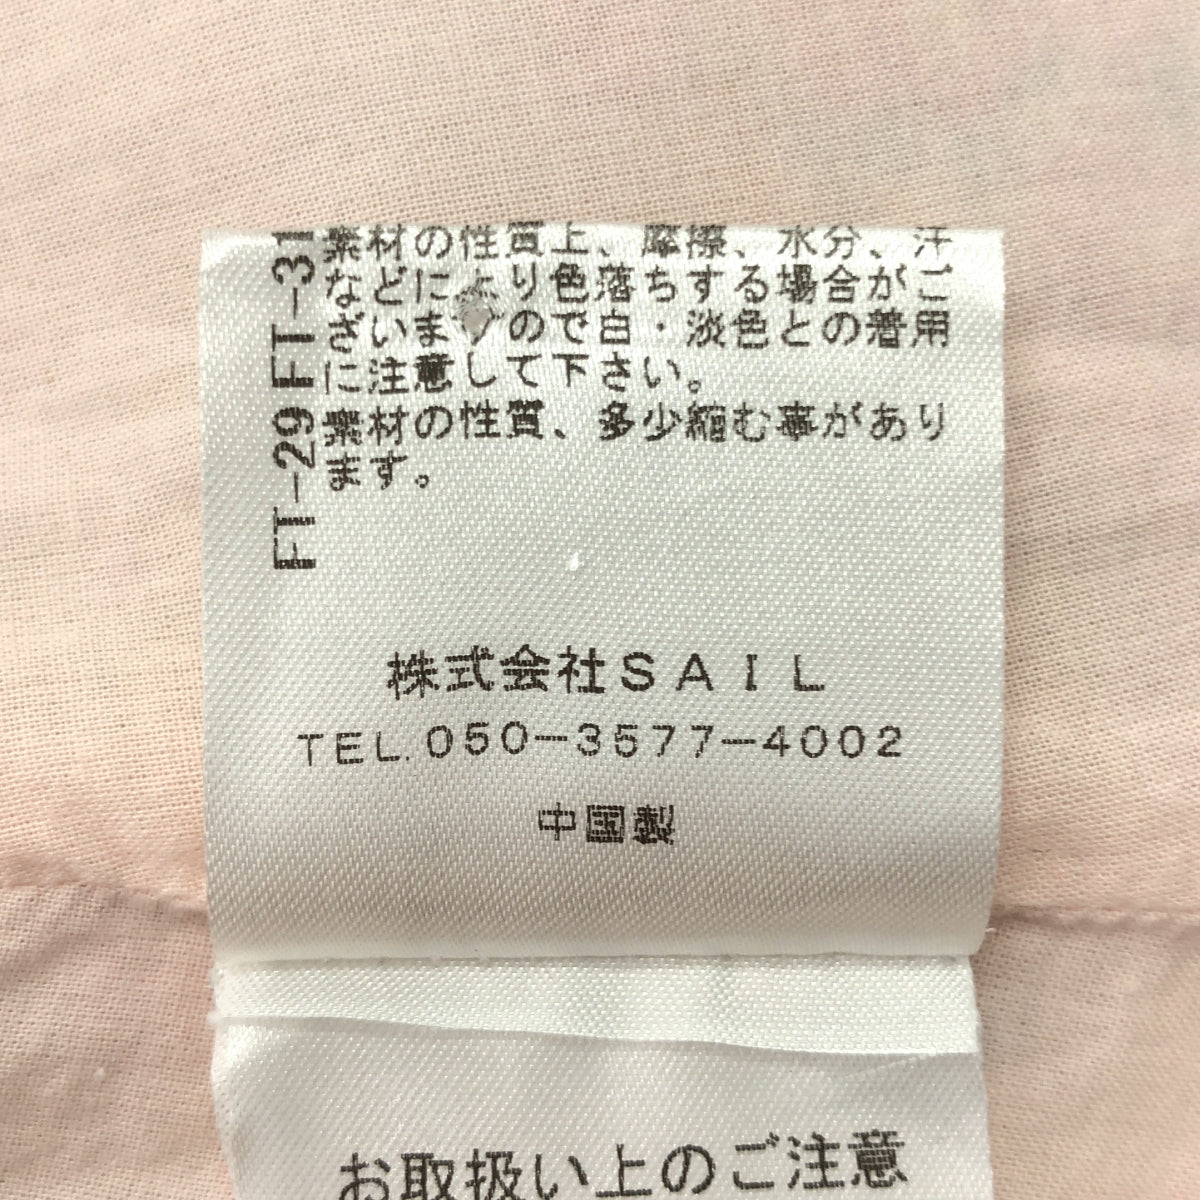 素材の性質上、摩擦、水分、汗
などにより色落ちする場合がご
ざいま の で白・淡色との着用
に注意して下さい。
素材の性質、多少縮む事があり
ます。
FT-31
FT-29
株式会社SAIL
TEL.050-3577-4002
中国製
お取扱い上のご注意